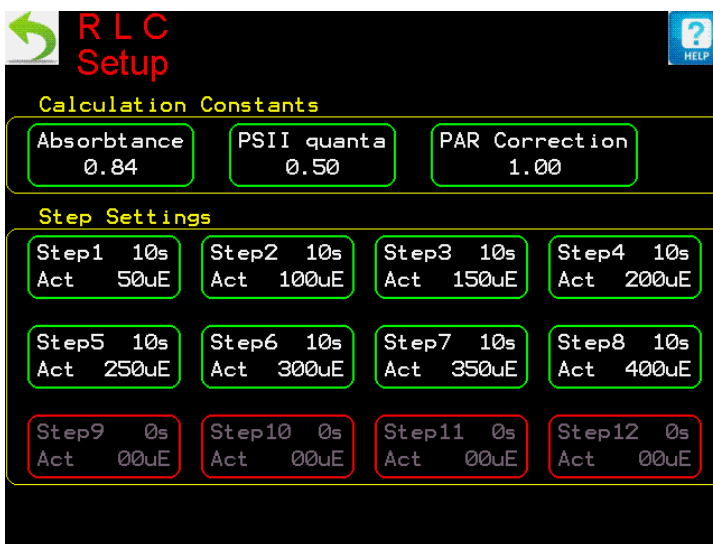 R L C
Setup
?
HELP
Calculation Constants
Absorbtance PSII quanta PAR Correction
0.84 0.50 1.00
Step Settings
Step1 10s Step2 10s Step3 10s Step4 10s
Act 50uE Act 100uE Act 150uE Act 200uE
Step5 10s Step6 10s Step7 10s Step8 10s
Act 250uE Act 300uE Act 350uE Act 400uE
Step9 0s Step10 0s Step11 0s Step12 0s
Act 00uE Act 00uE Act 00uE Act 00uE